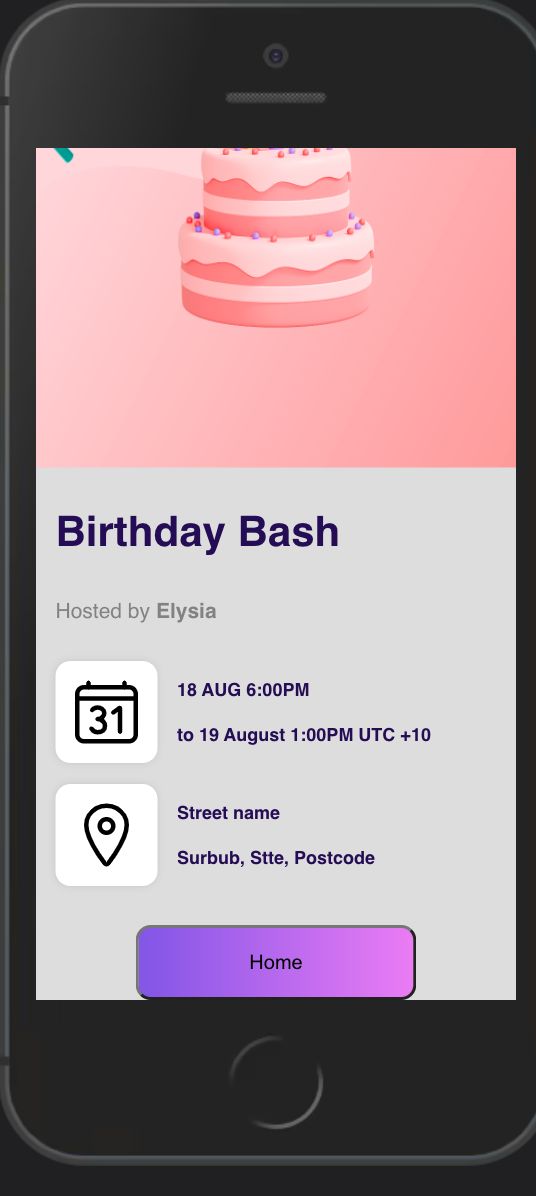 Birthday Bash
Hosted by Elysia
31
18 AUG 6:00PM
to 19 August 1:00PM UTC +10
Street name
Surbub, Stte, Postcode
Home